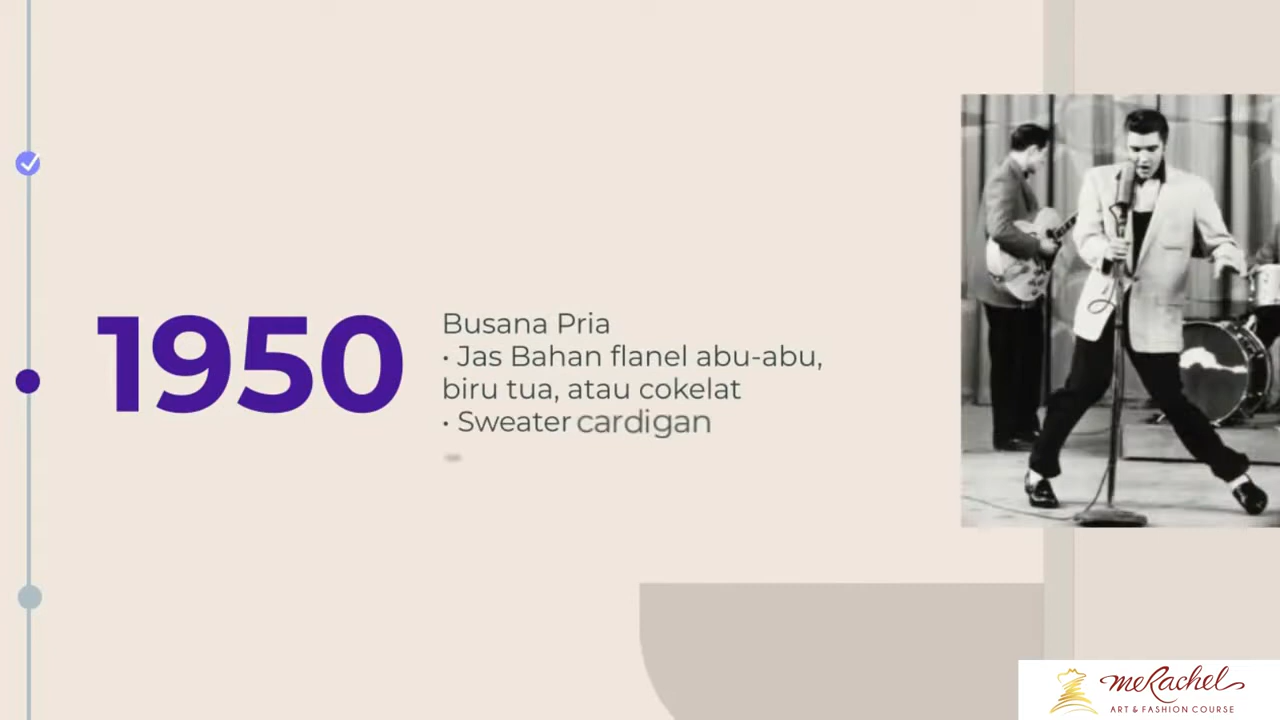 1950
Busana Pria
• Jas Bahan flanel abu-abu,
biru tua, atau cokelat
• Sweater cardigan
meRachel
ART & FASHION COURSE